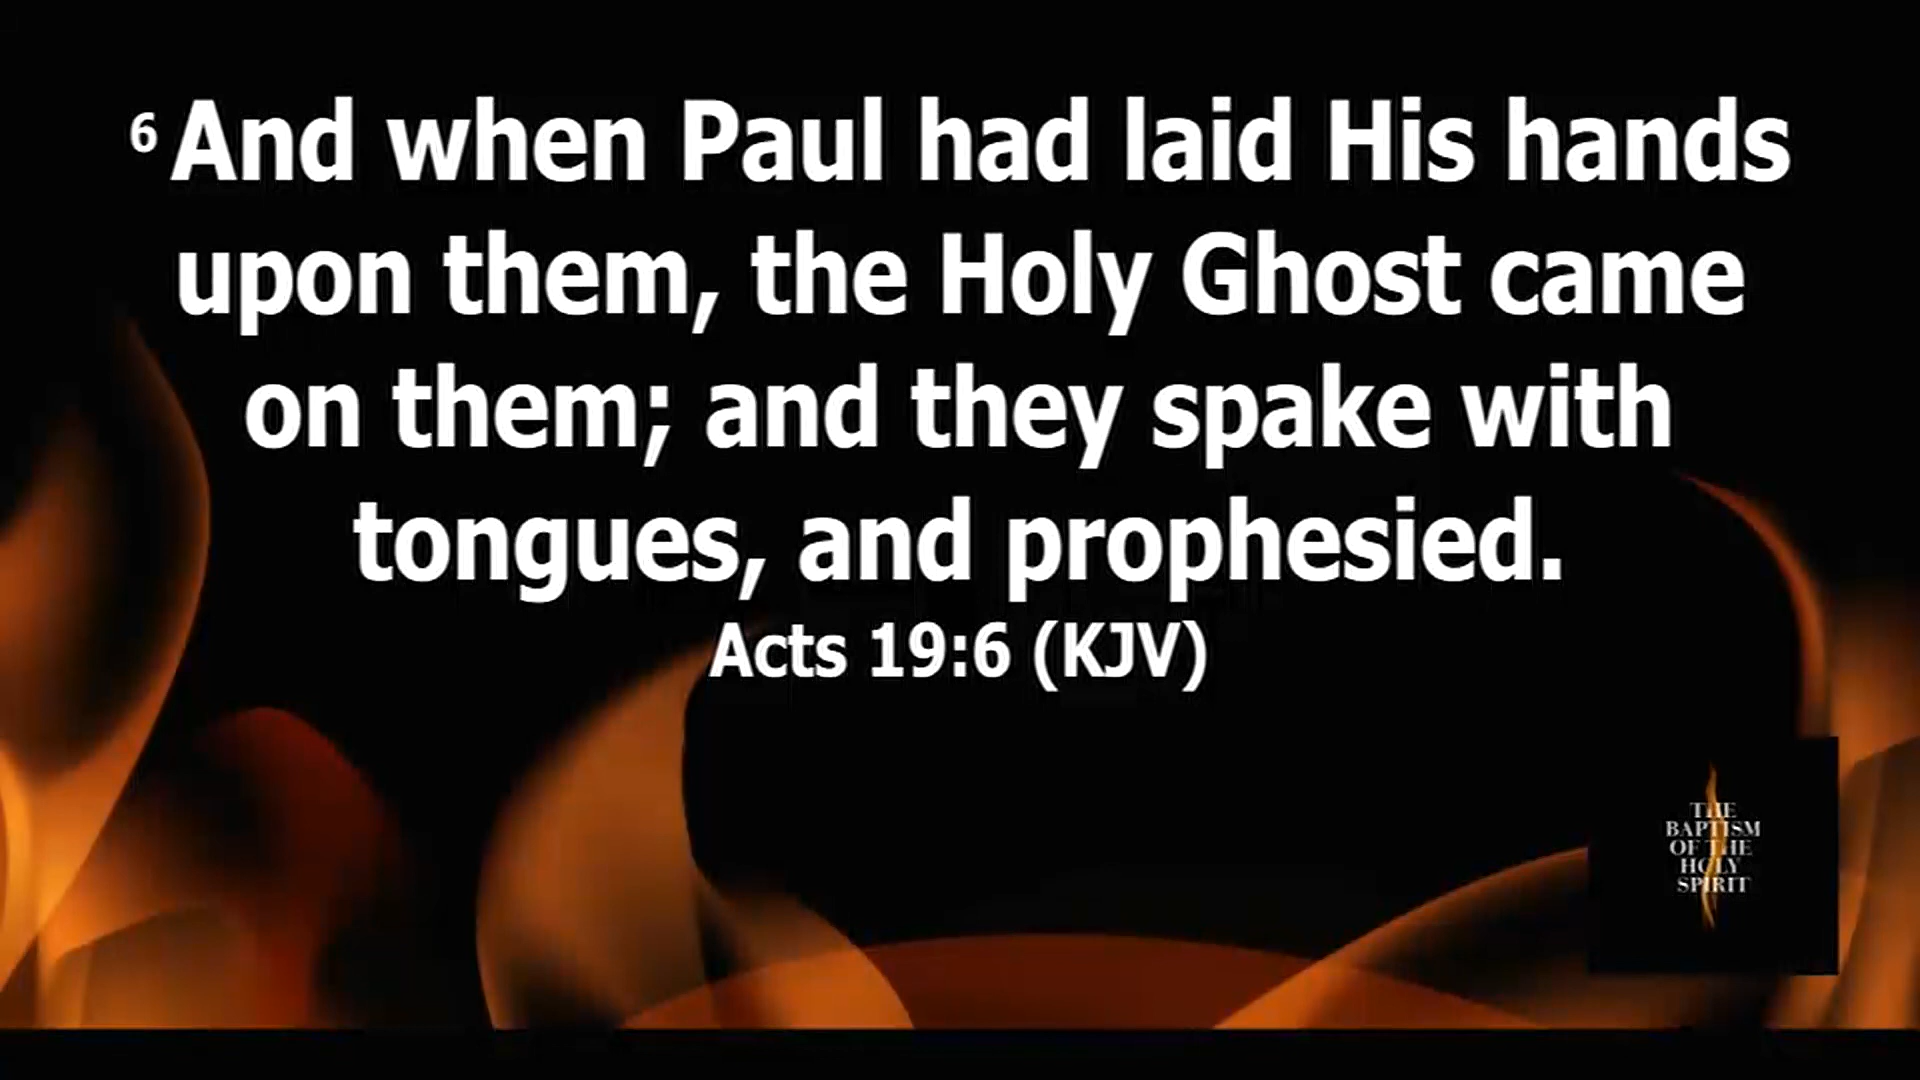 6 And when Paul had laid His hands
upon them, the Holy Ghost came
on them; and they spake with
tongues, and prophesied.
Acts 19:6 (KJV)
THE
BAPTISM
OF THE
HOLY
SPIRIT